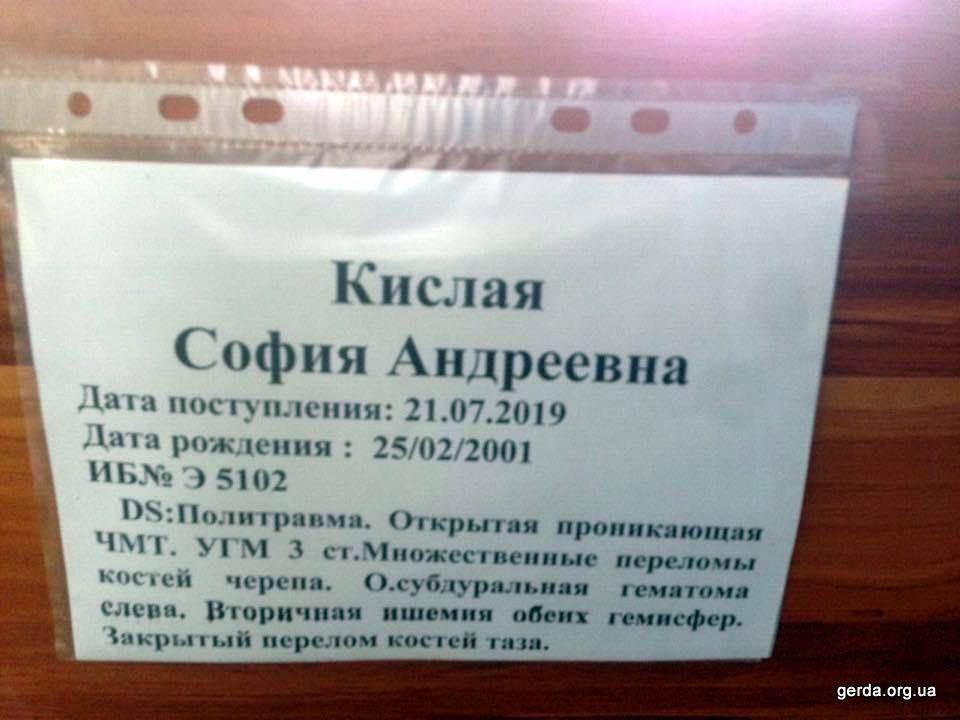 Кислая
София Андреевна
Дата поступления: 21.07.2019
Дата рождения : 25/02/2001
ИБ№ Э 5102
DS:Политравма. Открытая проникающая
ЧМТ. УГМ 3 ст.Множественные переломы
костей черепа. О.субдуральная гематома
слева. Вторичная ишемия обеих гемисфер.
Закрытый перелом костей таза.
gerda.org.ua